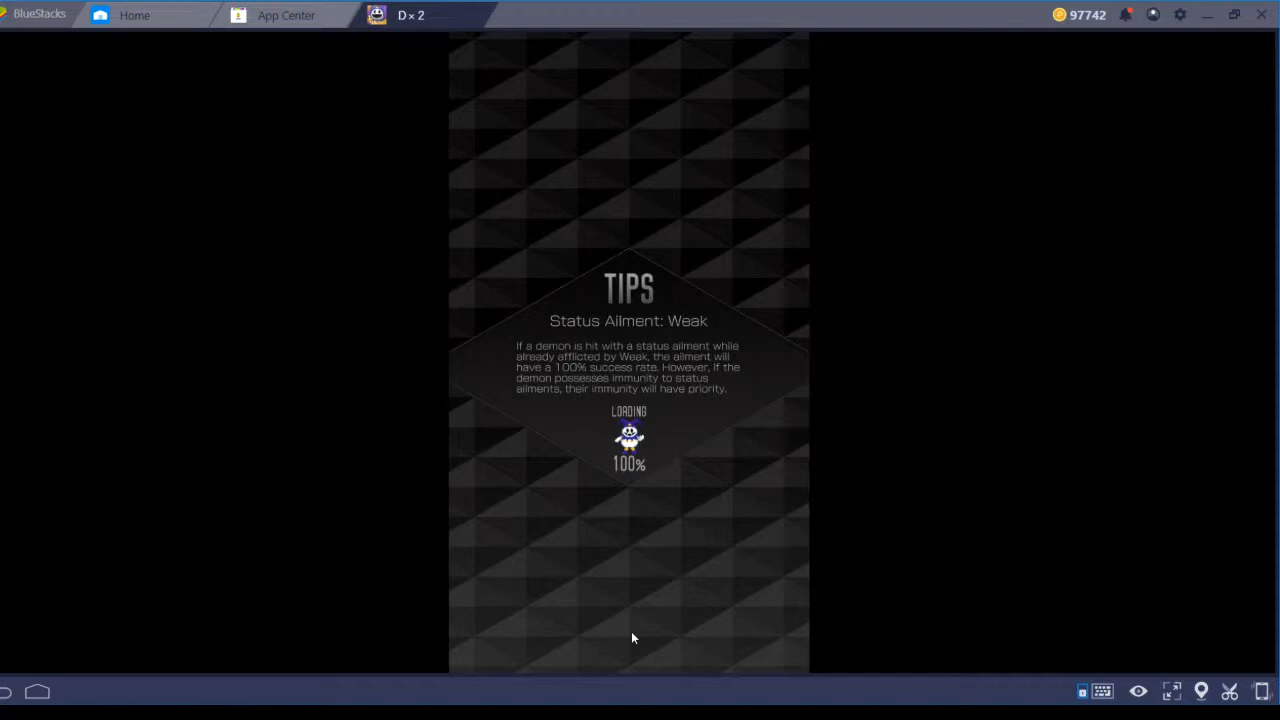 BlueStacks
Home
App Center
D×2
97742
TIPS
Status Ailment: Weak
If a demon is hit with a status ailment while
already afflicted by Weak, the ailment will
have a 100% success rate. However, if the
demon possesses immunity to status
ailments, their immunity will have priority.
LOADING
100%